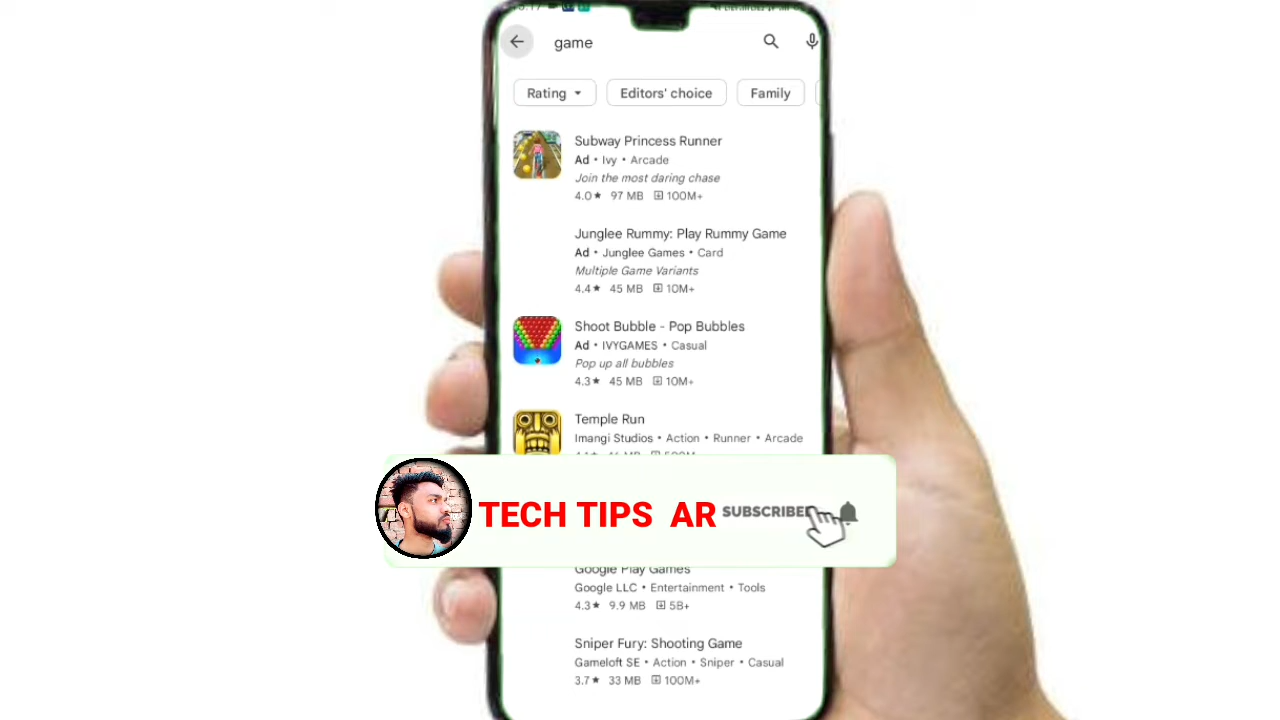 game
Rating
Editors' choice
Family
Subway Princess Runner
Ad • Ivy • Arcade
Join the most daring chase
4.0★ 97 MB 100M+
Junglee Rummy: Play Rummy Game
Ad • Junglee Games • Card
Multiple Game Variants
4.4★ 45 MB 10M+
Shoot Bubble - Pop Bubbles
Ad • IVYGAMES • Casual
Pop up all bubbles
4.3★ 45 MB 10M+
Temple Run
Imangi Studios • Action • Runner • Arcade
TECH TIPS AR
SUBSCRIBED
Google Play Games
Google LLC • Entertainment • Tools
4.3★ 9.9 MB 5B+
Sniper Fury: Shooting Game
Gameloft SE • Action • Sniper • Casual
3.7★ 33 MB 100M+